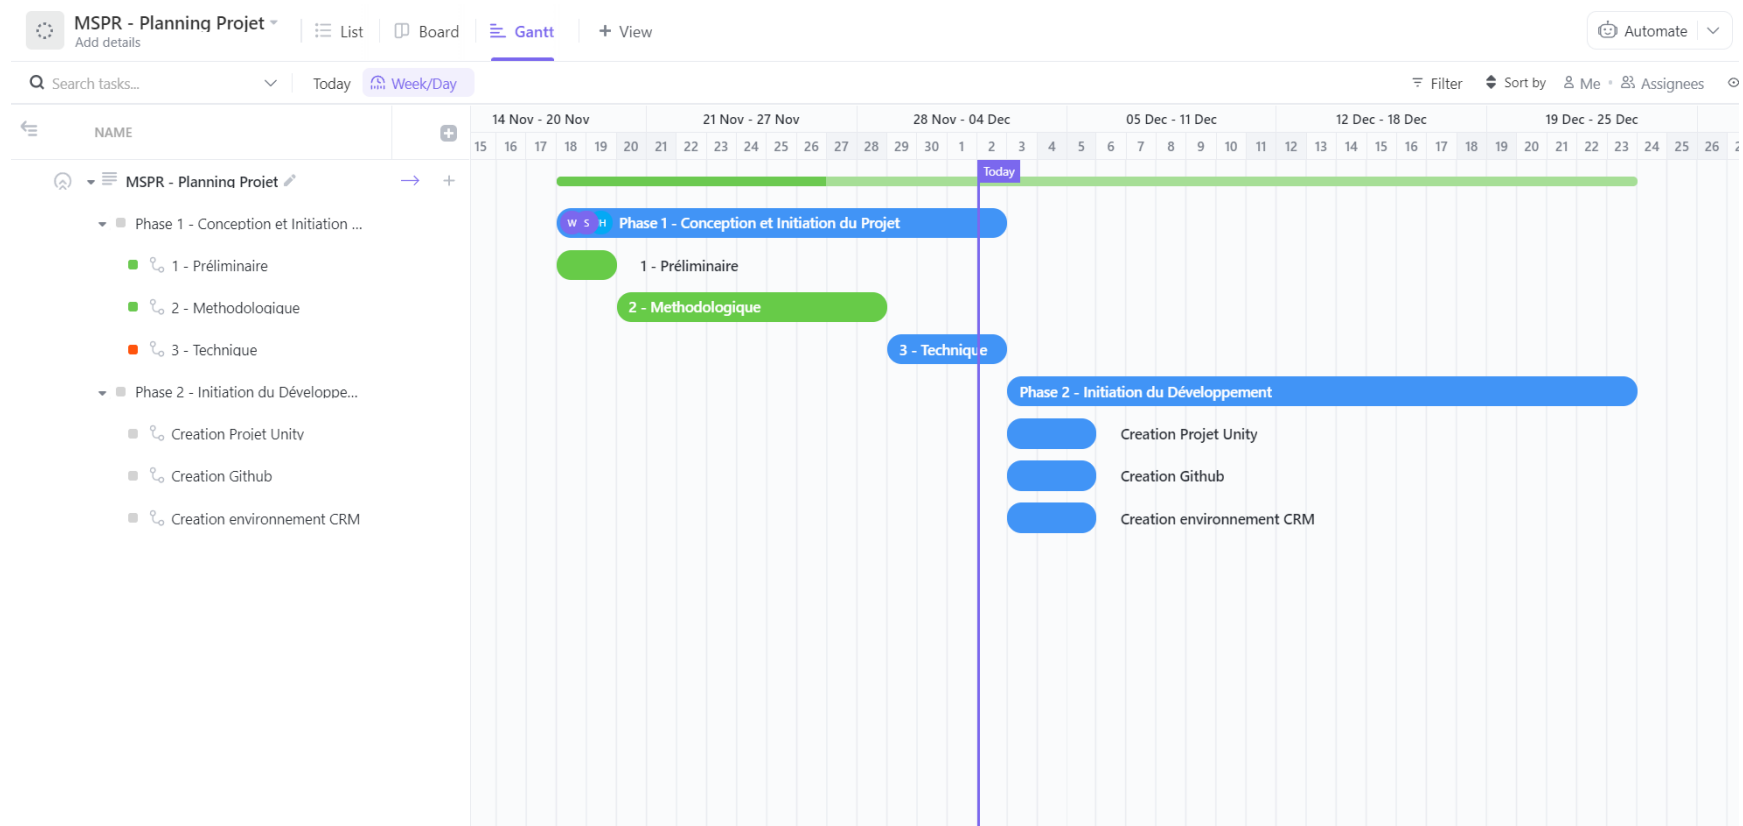 MSPR - Planning Projet
Add details
List
Board
Gantt
+ View
Automate
Search tasks...
Today
Week/Day
Filter
Sort by
Me
Assignees
NAME
14 Nov - 20 Nov
21 Nov - 27 Nov
28 Nov - 04 Dec
05 Dec - 11 Dec
12 Dec - 18 Dec
19 Dec - 25 Dec
15 16 17 18 19 20 21 22 23 24 25 26 27 28 29 30 1 2 3 4 5 6 7 8 9 10 11 12 13 14 15 16 17 18 19 20 21 22 23 24 25 26
Today
MSPR - Planning Projet
Phase 1 - Conception et Initiation ...
W S H Phase 1 - Conception et Initiation du Projet
1 - Préliminaire
1 - Préliminaire
2 - Methodologique
2 - Methodologique
3 - Technique
3 - Technique
Phase 2 - Initiation du Développe...
Phase 2 - Initiation du Développement
Creation Projet Unity
Creation Projet Unity
Creation Github
Creation Github
Creation environnement CRM
Creation environnement CRM